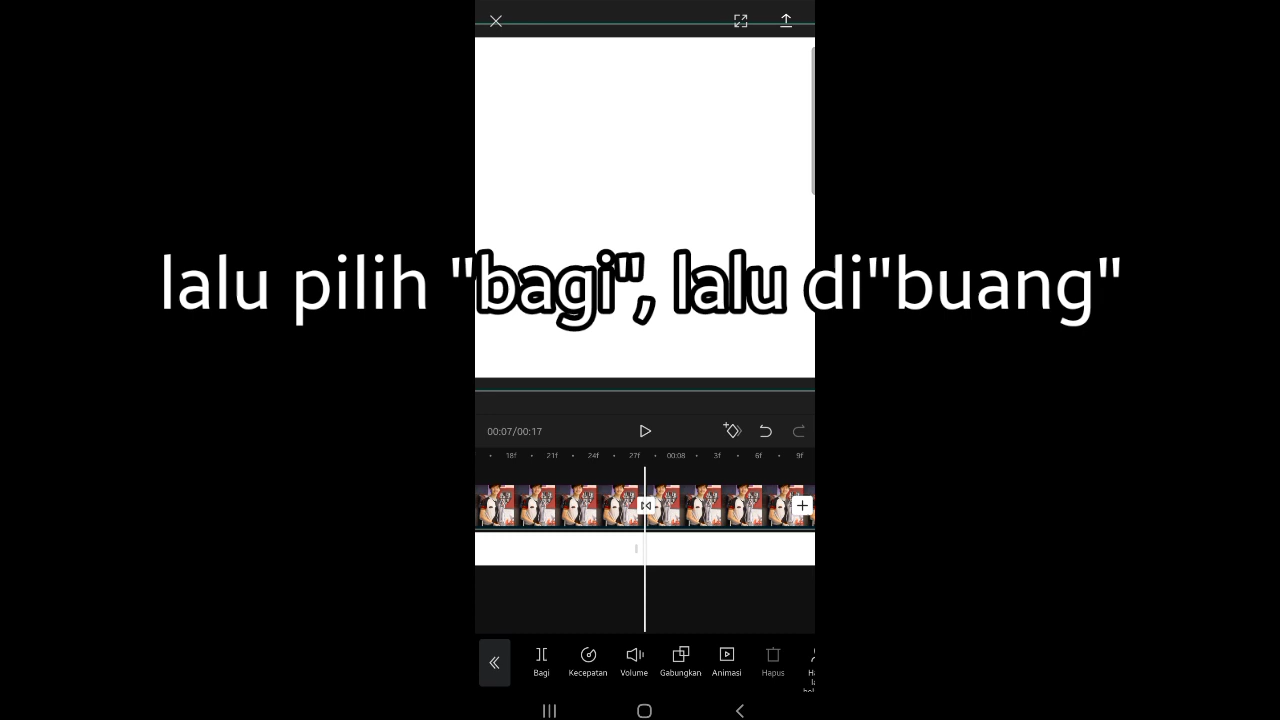 lalu pilih "bagi", lalu di"buang"
00:07/00:17
18f 21f 24f 27f 00:08 3f 6f 9f
Bagi Kecepatan Volume Gabungkan Animasi Hapus